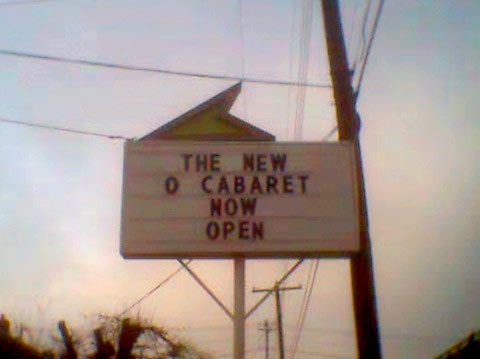 THE NEW
O CABARET
NOW
OPEN